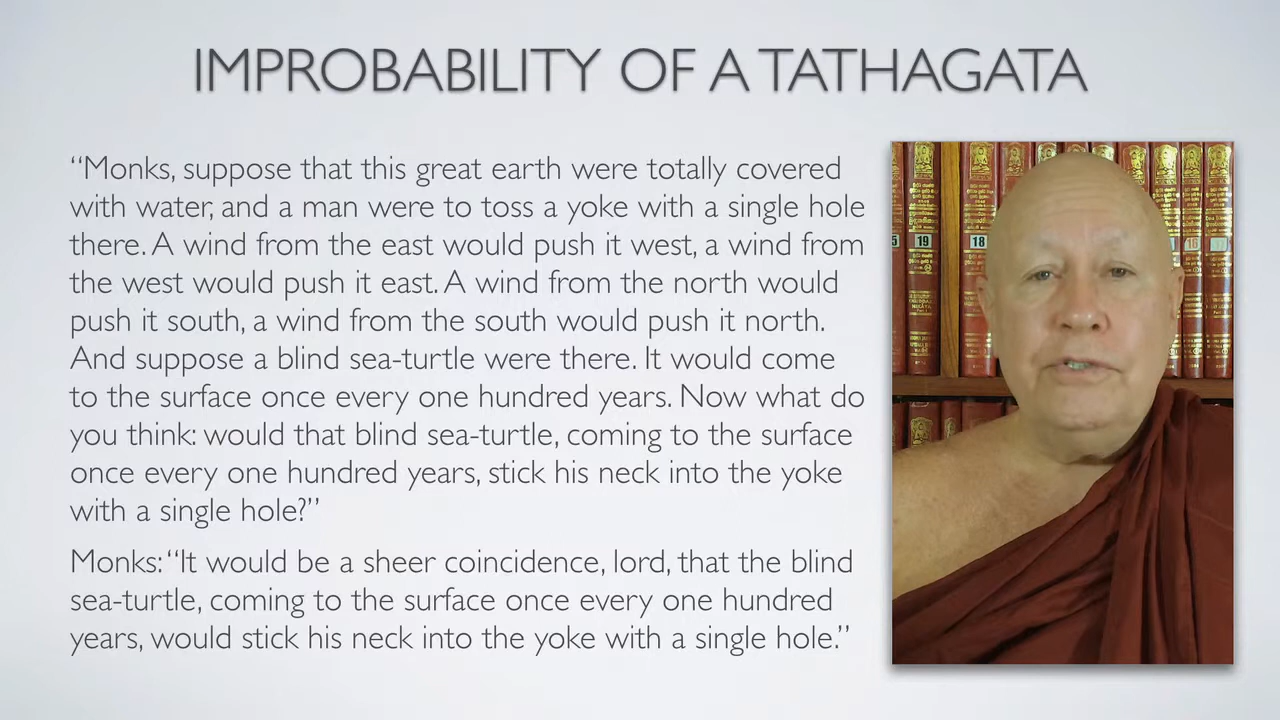 IMPROBABILITY OF A TATHAGATA
“Monks, suppose that this great earth were totally covered
with water, and a man were to toss a yoke with a single hole
there. A wind from the east would push it west, a wind from
the west would push it east. A wind from the north would
push it south, a wind from the south would push it north.
And suppose a blind sea-turtle were there. It would come
to the surface once every one hundred years. Now what do
you think: would that blind sea-turtle, coming to the surface
once every one hundred years, stick his neck into the yoke
with a single hole?”
Monks: “It would be a sheer coincidence, lord, that the blind
sea-turtle, coming to the surface once every one hundred
years, would stick his neck into the yoke with a single hole.”
19
18
16